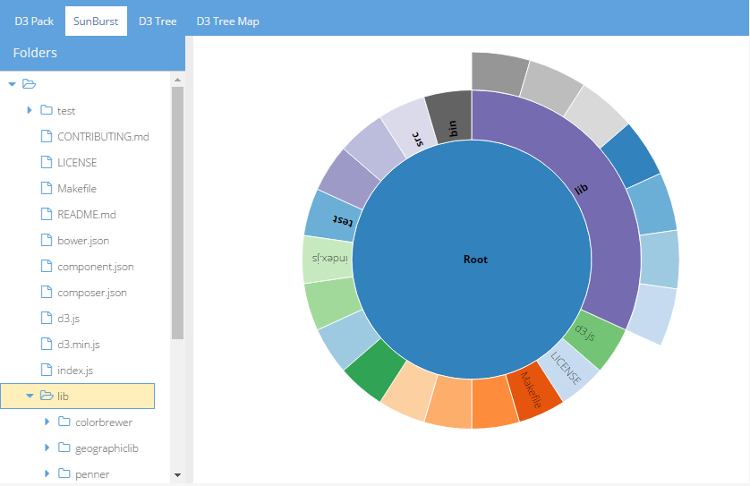 D3 Pack
SunBurst
D3 Tree
D3 Tree Map
Folders
test
CONTRIBUTING.md
LICENSE
Makefile
README.md
bower.json
component.json
composer.json
d3.js
d3.min.js
index.js
lib
colorbrewer
geographiclib
penner
bin
src
lib
test
index.js
Root
d3.js
LICENSE
Makefile